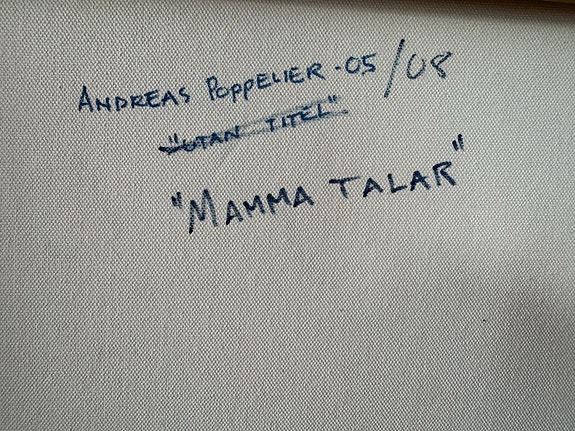 ANDREAS POPPELIER -05/08
"UTAN TITEL"
"MAMMA TALAR"